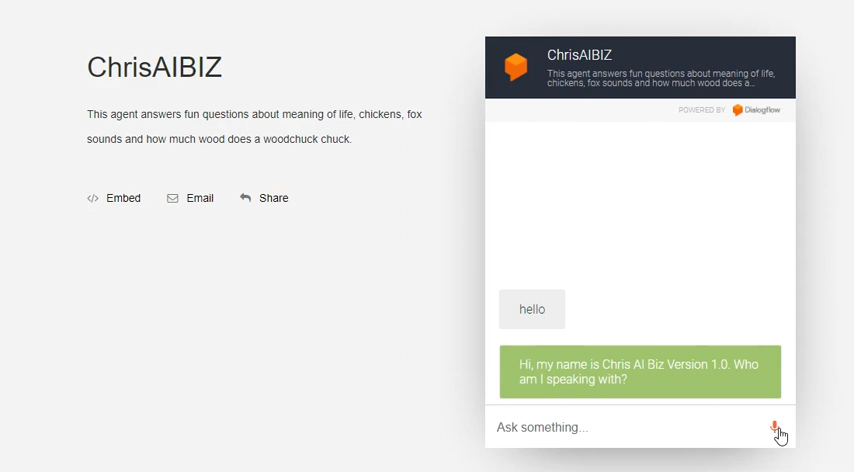 ChrisAIBIZ
This agent answers fun questions about meaning of life, chickens, fox
sounds and how much wood does a woodchuck chuck.
Embed
Email
Share
ChrisAIBIZ
This agent answers fun questions about meaning of life,
chickens, fox sounds and how much wood does a...
POWERED BY Dialogflow
hello
Hi, my name is Chris AI Biz Version 1.0. Who
am I speaking with?
Ask something...